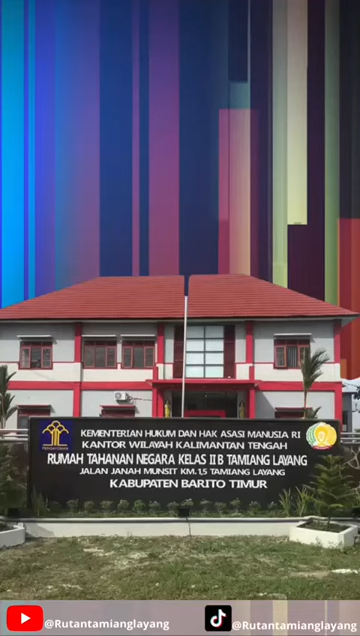 KEMENTERIAN HUKUM DAN HAK ASASI MANUSIA RI
KANTOR WILAYAH KALIMANTAN TENGAH
RUMAH TAHANAN NEGARA KELAS II B TAMIANG LAYANG
JALAN JANAH MUNSIT KM. 1,5 TAMIANG LAYANG
KABUPATEN BARITO TIMUR
@Rutantamianglayang
@Rutantamianglayang